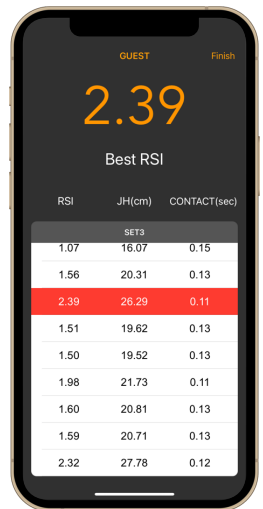 GUEST Finish
2.39
Best RSI
RSI JH(cm) CONTACT(sec)
SET3
1.07 16.07 0.15
1.56 20.31 0.13
2.39 26.29 0.11
1.51 19.62 0.13
1.50 19.52 0.13
1.98 21.73 0.11
1.60 20.81 0.13
1.59 20.71 0.13
2.32 27.78 0.12